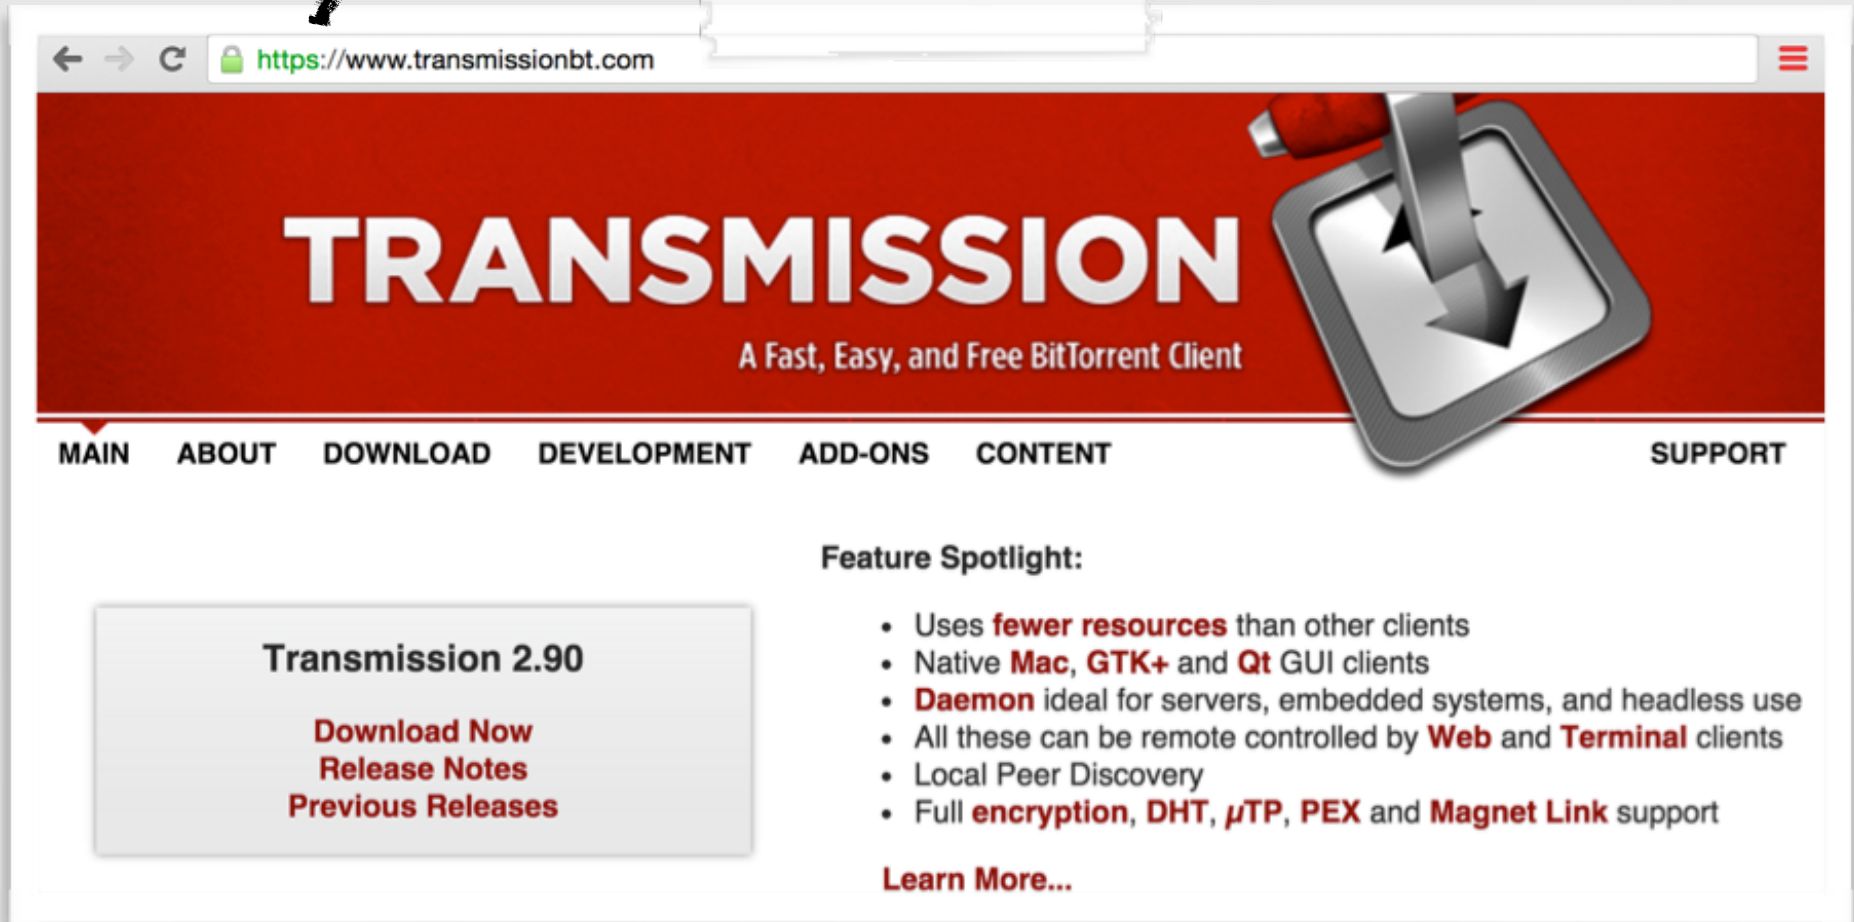 https://www.transmissionbt.com
TRANSMISSION
A Fast, Easy, and Free BitTorrent Client
MAIN ABOUT DOWNLOAD DEVELOPMENT ADD-ONS CONTENT SUPPORT
Transmission 2.90
Download Now
Release Notes
Previous Releases
Feature Spotlight:
• Uses fewer resources than other clients
• Native Mac, GTK+ and Qt GUI clients
• Daemon ideal for servers, embedded systems, and headless use
• All these can be remote controlled by Web and Terminal clients
• Local Peer Discovery
• Full encryption, DHT, µTP, PEX and Magnet Link support
Learn More...